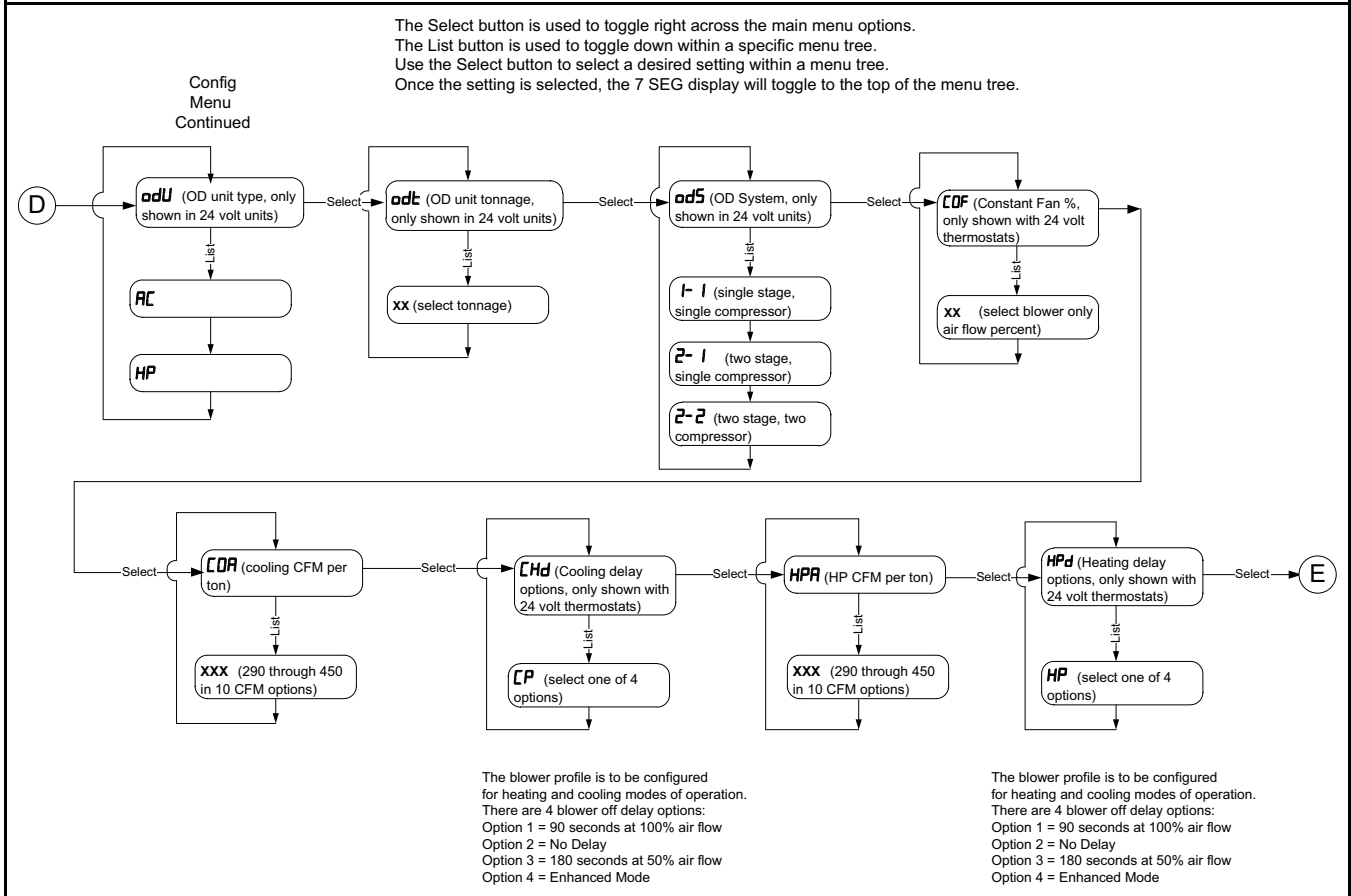 The Select button is used to toggle right across the main menu options.
The List button is used to toggle down within a specific menu tree.
Use the Select button to select a desired setting within a menu tree.
Once the setting is selected, the 7 SEG display will toggle to the top of the menu tree.
Config
Menu
Continued
D
odU (OD unit type, only
shown in 24 volt units)
List
AC
HP
Select
odt (OD unit tonnage,
only shown in 24 volt units)
List
xx (select tonnage)
Select
odS (OD System, only
shown in 24 volt units)
List
1-1 (single stage,
single compressor)
2-1 (two stage,
single compressor)
2-2 (two stage, two
compressor)
Select
COF (Constant Fan %,
only shown with 24 volt
thermostats)
List
xx (select blower only
air flow percent)
Select
COA (cooling CFM per
ton)
List
xxx (290 through 450
in 10 CFM options)
Select
CHd (Cooling delay
options, only shown with
24 volt thermostats)
List
CP (select one of 4
options)
Select
HPA (HP CFM per ton)
List
xxx (290 through 450
in 10 CFM options)
Select
HPd (Heating delay
options, only shown with
24 volt thermostats)
List
HP (select one of 4
options)
Select
E
The blower profile is to be configured
for heating and cooling modes of operation.
There are 4 blower off delay options:
Option 1 = 90 seconds at 100% air flow
Option 2 = No Delay
Option 3 = 180 seconds at 50% air flow
Option 4 = Enhanced Mode
The blower profile is to be configured
for heating and cooling modes of operation.
There are 4 blower off delay options:
Option 1 = 90 seconds at 100% air flow
Option 2 = No Delay
Option 3 = 180 seconds at 50% air flow
Option 4 = Enhanced Mode